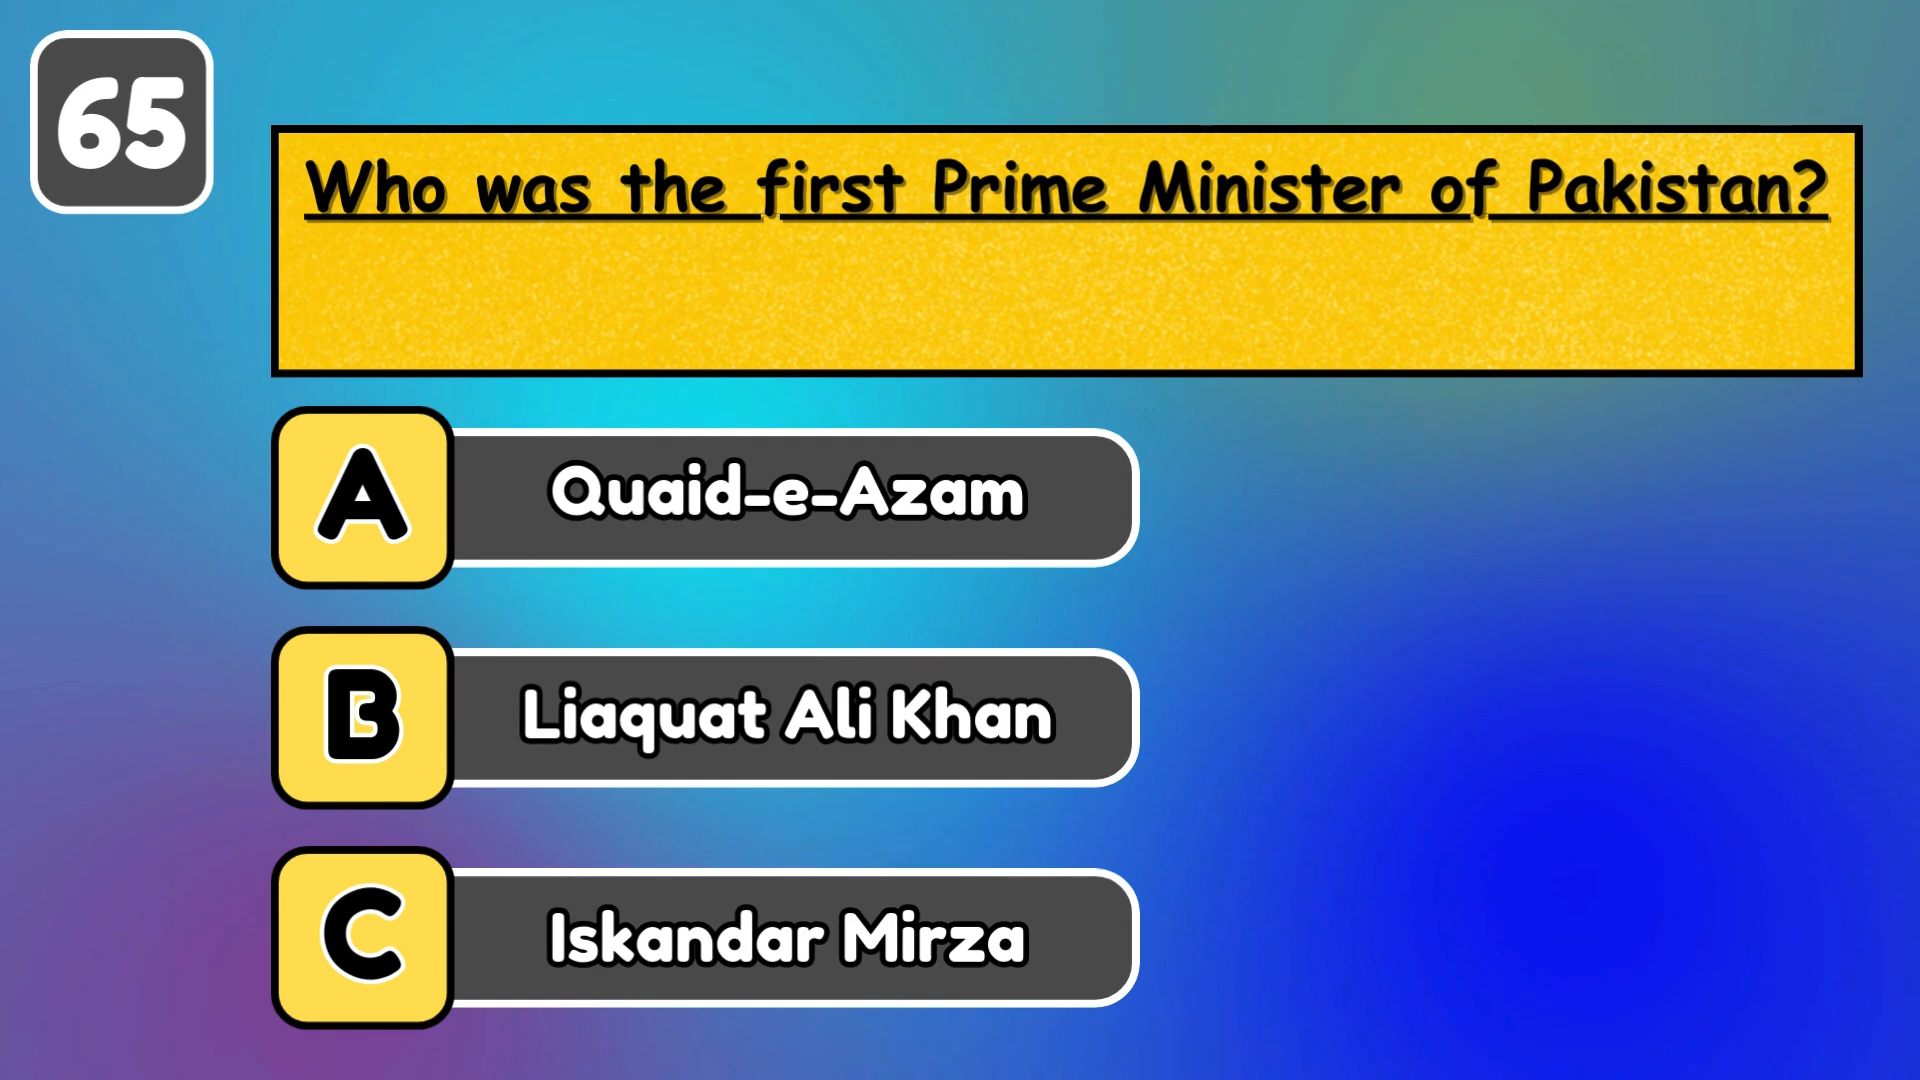 65
Who was the first Prime Minister of Pakistan?
A
Quaid-e-Azam
B
Liaquat Ali Khan
C
Iskandar Mirza